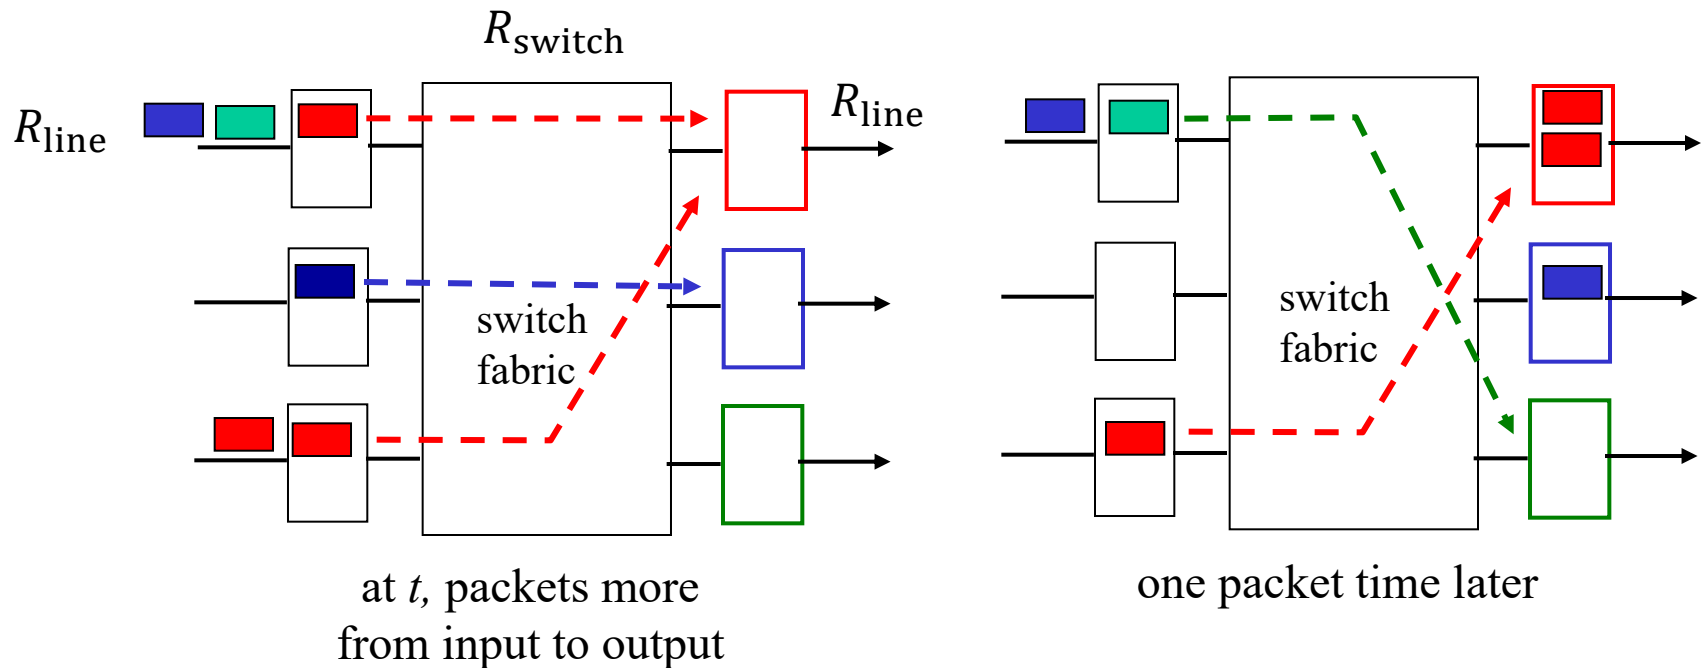 R_switch
R_line
R_line
switch
fabric
switch
fabric
at t, packets more
from input to output
one packet time later